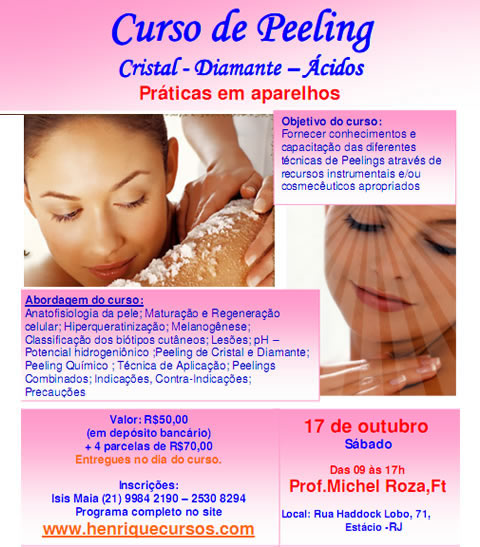 Curso de Peeling
Cristal - Diamante – Ácidos
Práticas em aparelhos
Objetivo do curso:
Fornecer conhecimentos e
capacitação das diferentes
técnicas de Peelings através de
recursos instrumentais e/ou
cosmecêuticos apropriados
Abordagem do curso:
Anatofisiologia da pele; Maturação e Regeneração
celular; Hiperqueratinização; Melanogênese;
Classificação dos biótipos cutâneos; Lesões; pH –
Potencial hidrogeniônico ;Peeling de Cristal e Diamante;
Peeling Químico ; Técnica de Aplicação; Peelings
Combinados; Indicações, Contra-Indicações;
Precauções
Valor: R$50,00
(em depósito bancário)
+ 4 parcelas de R$70,00
Entregues no dia do curso.
Inscrições:
Isis Maia (21) 9984 2190 – 2530 8294
Programa completo no site
www.henriquecursos.com
17 de outubro
Sábado
Das 09 às 17h
Prof.Michel Roza,Ft
Local: Rua Haddock Lobo, 71,
Estácio -RJ